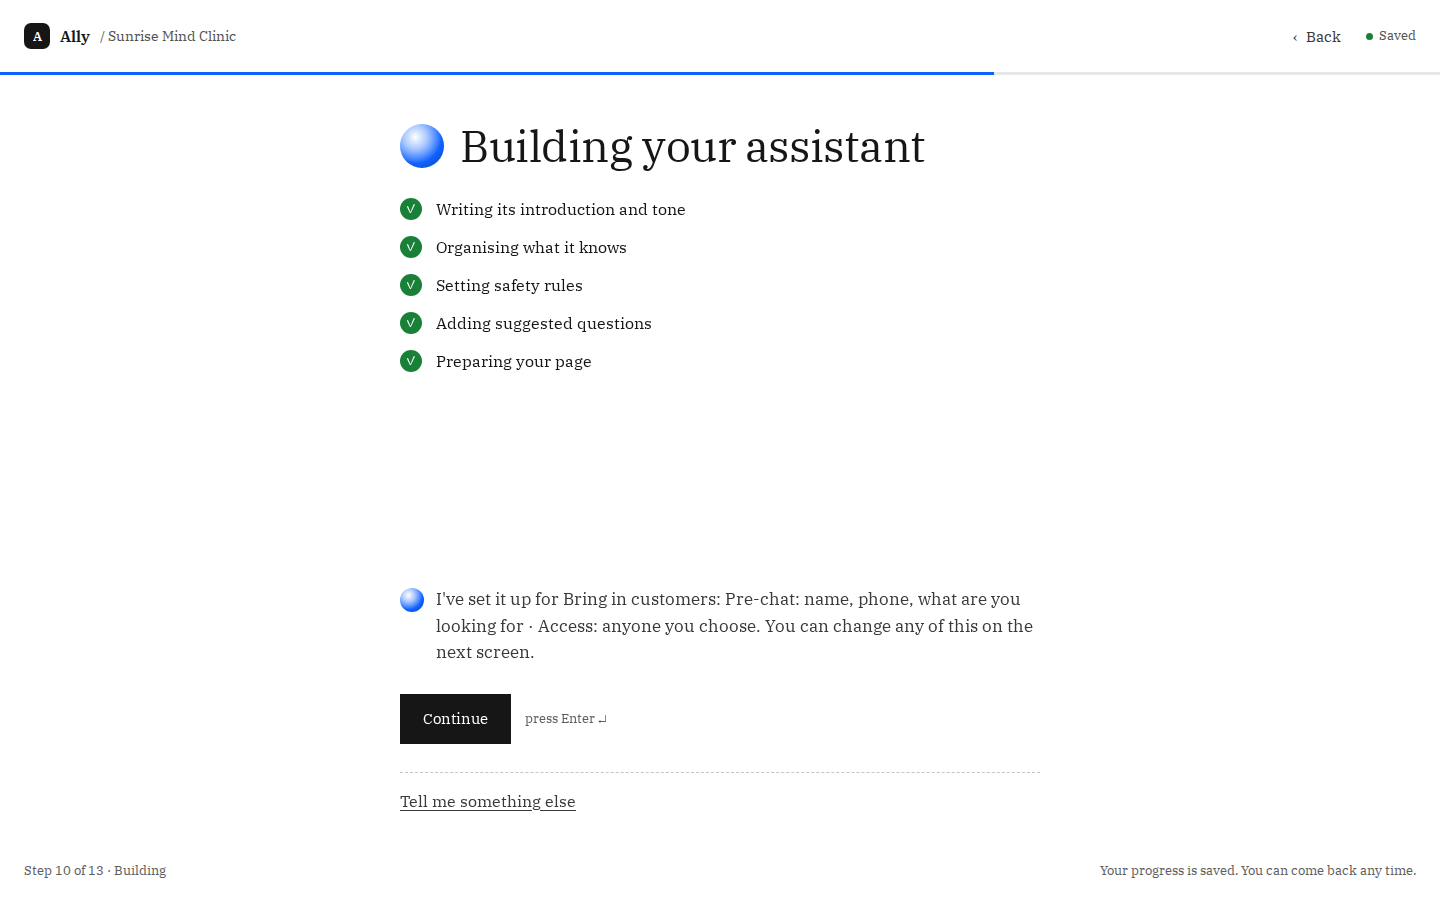 A Ally / Sunrise Mind Clinic
‹ Back
Saved
Building your assistant
Writing its introduction and tone
Organising what it knows
Setting safety rules
Adding suggested questions
Preparing your page
I've set it up for Bring in customers: Pre-chat: name, phone, what are you
looking for · Access: anyone you choose. You can change any of this on the
next screen.
Continue
press Enter ↵
Tell me something else
Step 10 of 13 · Building
Your progress is saved. You can come back any time.